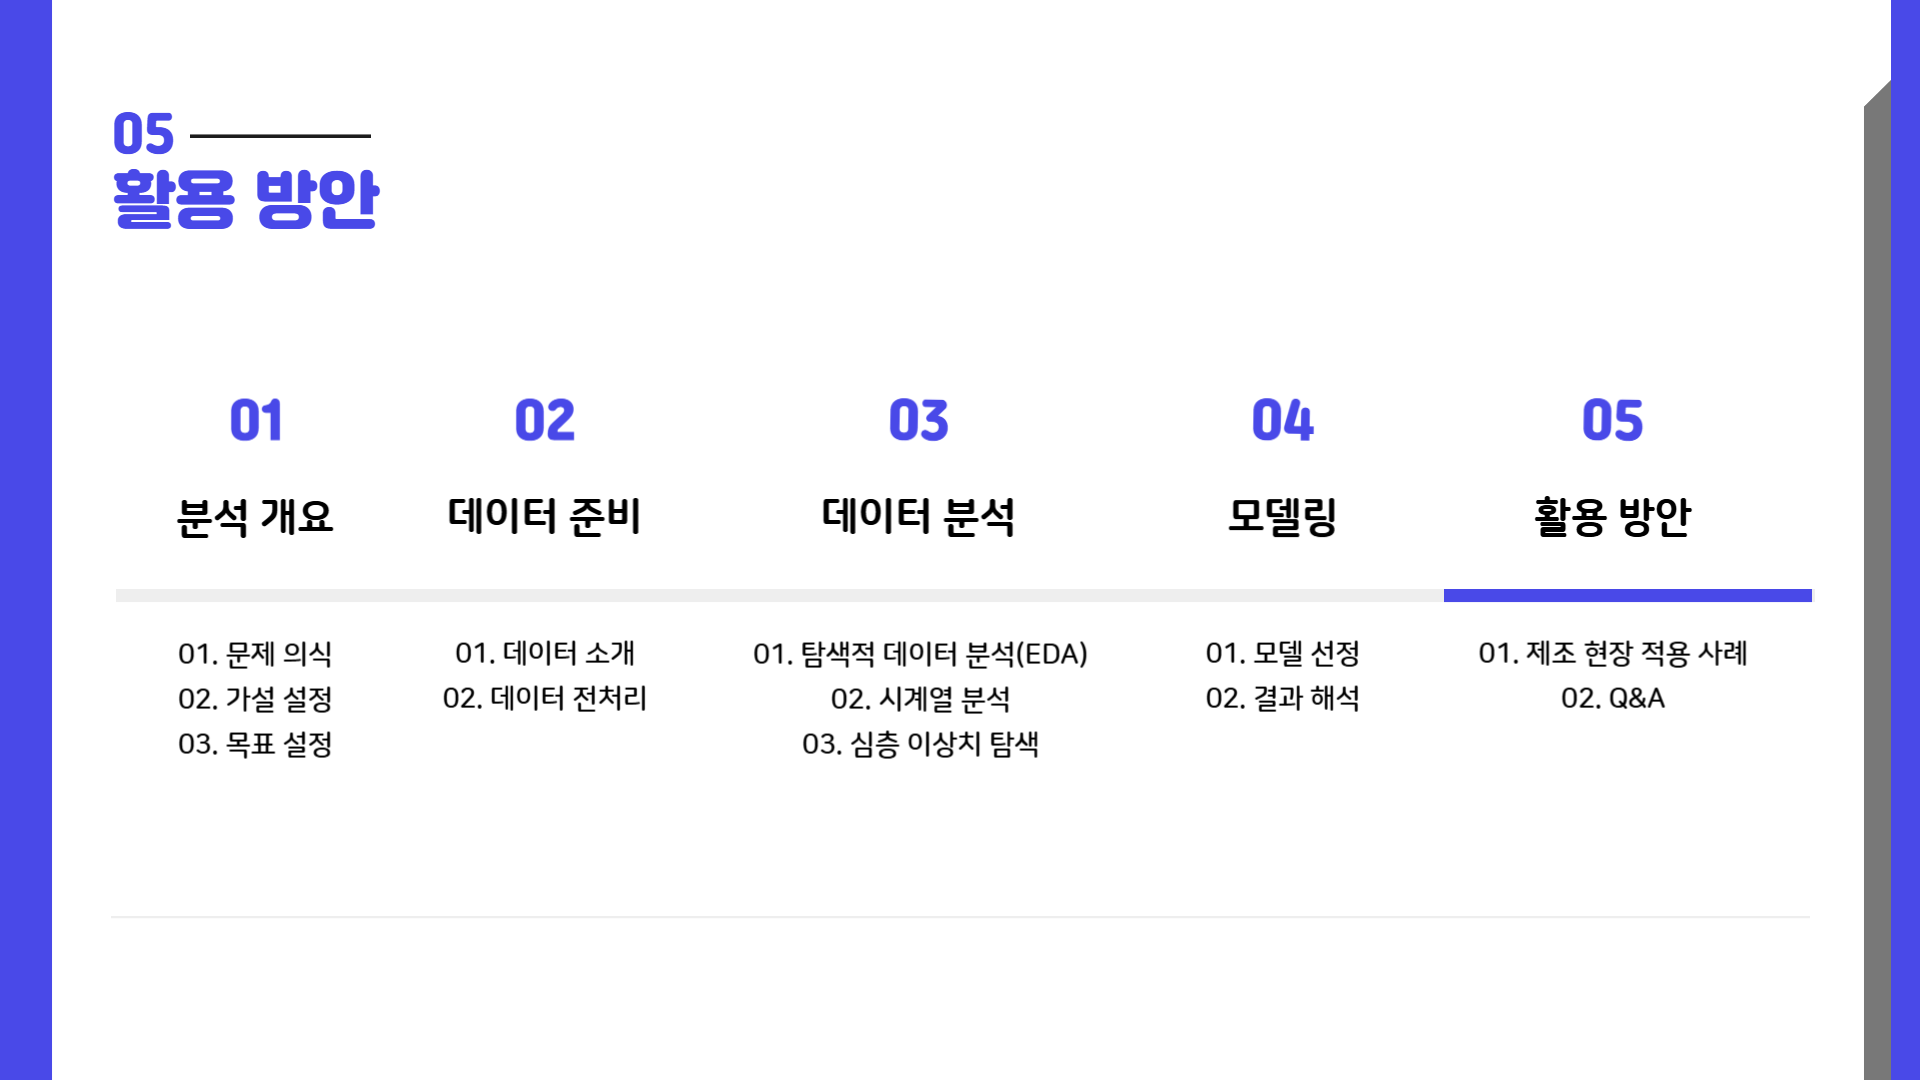 05
활용 방안
01
분석 개요
01. 문제 의식
02. 가설 설정
03. 목표 설정
02
데이터 준비
01. 데이터 소개
02. 데이터 전처리
03
데이터 분석
01. 탐색적 데이터 분석(EDA)
02. 시계열 분석
03. 심층 이상치 탐색
04
모델링
01. 모델 선정
02. 결과 해석
05
활용 방안
01. 제조 현장 적용 사례
02. Q&A